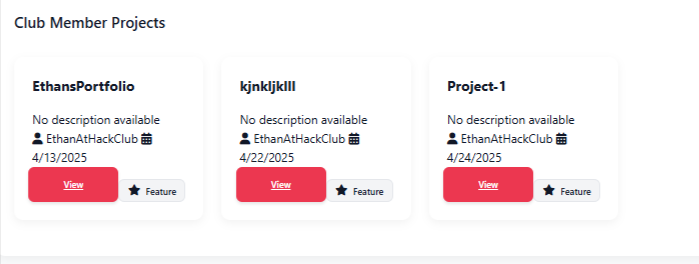 Club Member Projects
EthansPortfolio
No description available
EthanAtHackClub
4/13/2025
View
Feature
kjnkljklll
No description available
EthanAtHackClub
4/22/2025
View
Feature
Project-1
No description available
EthanAtHackClub
4/24/2025
View
Feature